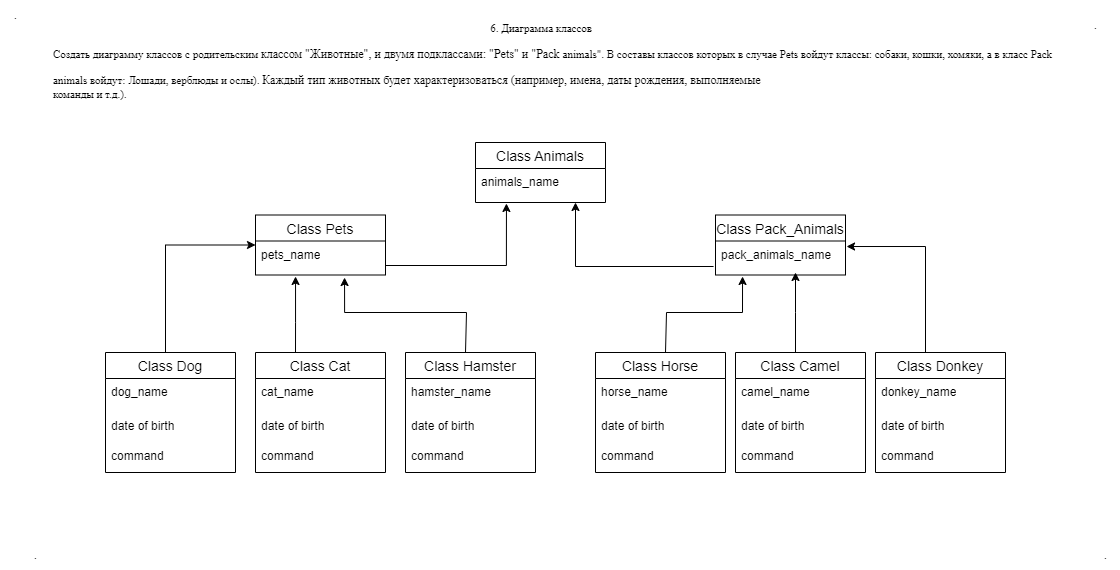 6. Диаграмма классов
Создать диаграмму классов с родительским классом "Животные", и двумя подклассами: "Pets" и "Pack animals". В составы классов которых в случае Pets войдут классы: собаки, кошки, хомяки, а в класс Pack
animals войдут: Лошади, верблюды и ослы). Каждый тип животных будет характеризоваться (например, имена, даты рождения, выполняемые
команды и т.д.).
Class Animals
animals_name
Class Pets
pets_name
Class Pack_Animals
pack_animals_name
Class Dog
dog_name
date of birth
command
Class Cat
cat_name
date of birth
command
Class Hamster
hamster_name
date of birth
command
Class Horse
horse_name
date of birth
command
Class Camel
camel_name
date of birth
command
Class Donkey
donkey_name
date of birth
command